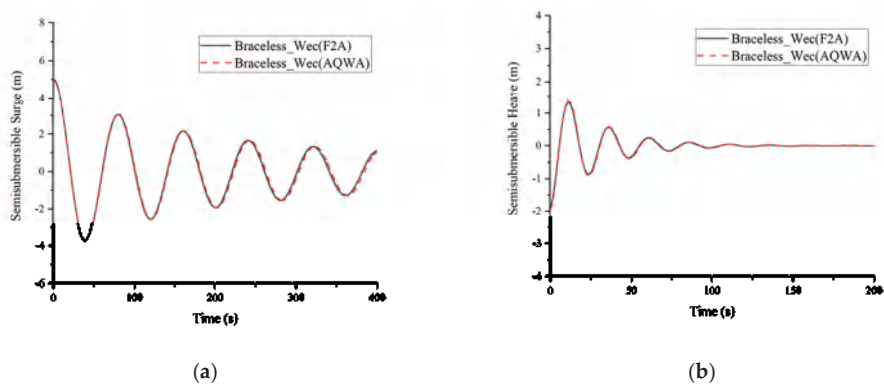 8
6
4
2
0
-2
-4
-6
Semisubmersible Surge (m)
Braceless_Wec(F2A)
Braceless_Wec(AQWA)
0
100
200
300
400
Time (s)
(a)
4
3
2
1
0
-1
-2
-3
-4
Semisubmersible Heave (m)
Braceless_Wec(F2A)
Braceless_Wec(AQWA)
0
50
100
150
200
Time (s)
(b)